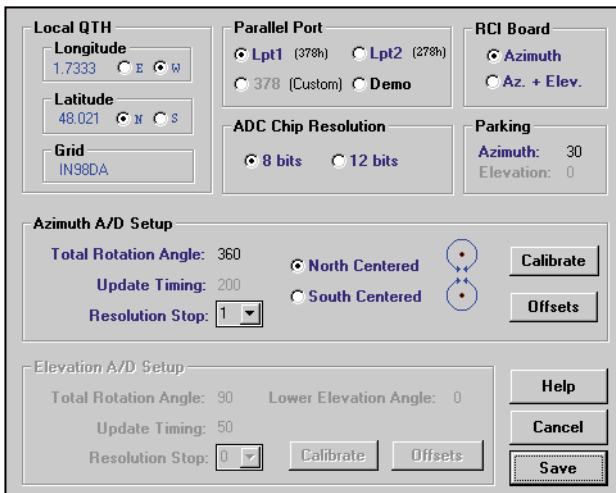 Local QTH
Longitude
1.7333 E W
Latitude
48.021 N S
Grid
IN98DA
Parallel Port
Lpt1 (378h) Lpt2 (278h)
378 (Custom) Demo
ADC Chip Resolution
8 bits 12 bits
RCI Board
Azimuth
Az. + Elev.
Parking
Azimuth: 30
Elevation: 0
Azimuth A/D Setup
Total Rotation Angle: 360
Update Timing: 200
Resolution Stop: 1
North Centered
South Centered
Calibrate
Offsets
Elevation A/D Setup
Total Rotation Angle: 90 Lower Elevation Angle: 0
Update Timing: 50
Resolution Stop: 0 Calibrate Offsets
Help
Cancel
Save